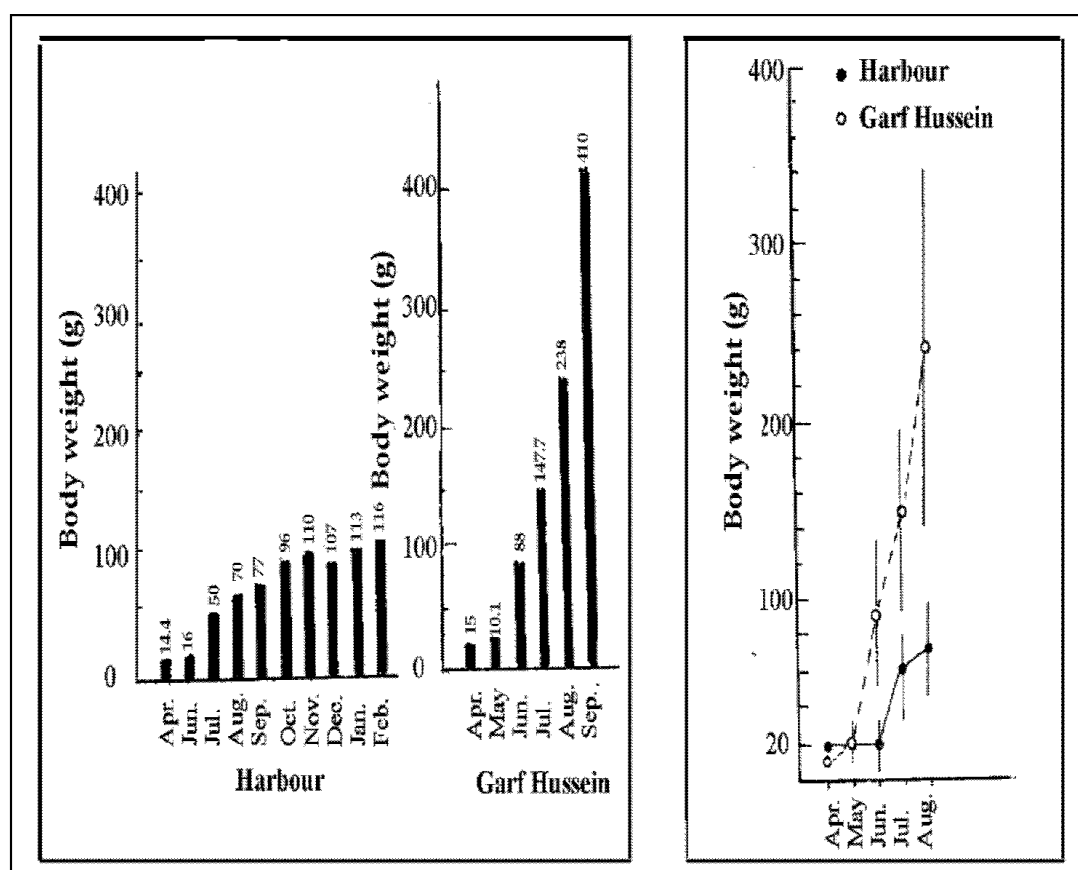 Body weight (g)
400
300
200
100
0
14.4
16
50
70
77
96
110
107
113
116
Apr.
Jun.
Jul.
Aug.
Sep.
Oct.
Nov.
Dec.
Jan.
Feb.
Harbour
Body weight (g)
400
300
200
100
0
15
10.1
88
147.7
238
410
Apr.
May
Jun.
Jul.
Aug.
Sep.,
Garf Hussein
Harbour
Garf Hussein
Body weight (g)
400
300
200
100
20
Apr.
May
Jun.
Jul.
Aug.